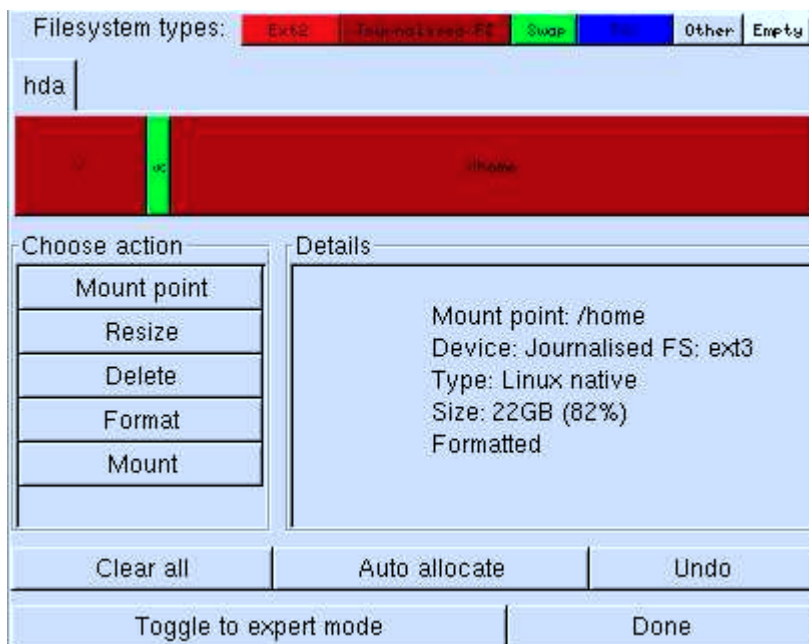 Filesystem types: Ext2 Journalised FS Swap Fat Other Empty
hda
/ /home
Choose action
Details
Mount point
Resize
Delete
Format
Mount
Mount point: /home
Device: Journalised FS: ext3
Type: Linux native
Size: 22GB (82%)
Formatted
Clear all Auto allocate Undo
Toggle to expert mode Done